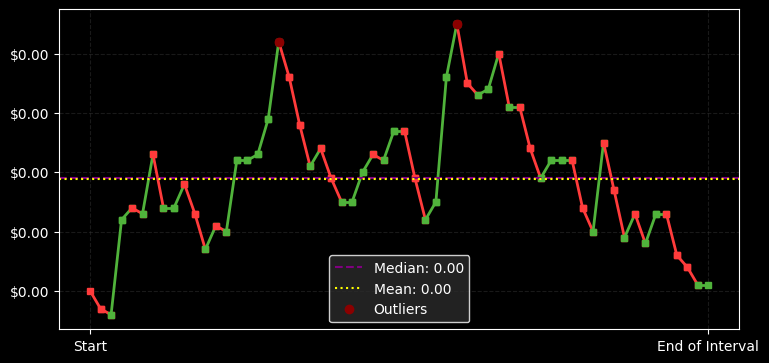 $0.00
$0.00
$0.00
$0.00
$0.00
Median: 0.00
Mean: 0.00
Outliers
Start
End of Interval